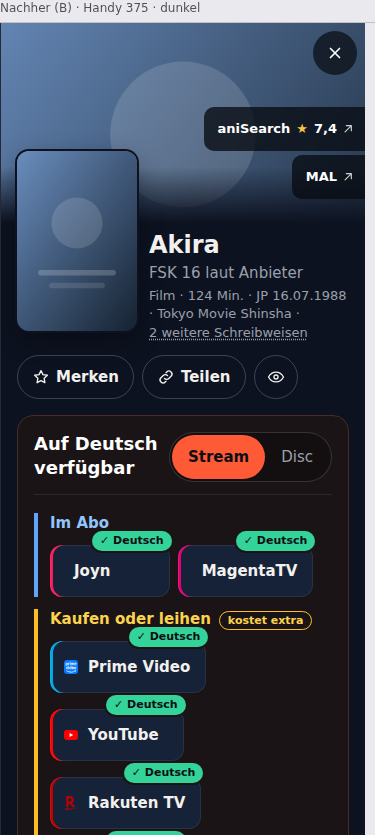 Nachher (B) · Handy 375 · dunkel
×
aniSearch ★ 7,4 ↗
MAL ↗
Akira
FSK 16 laut Anbieter
Film · 124 Min. · JP 16.07.1988
· Tokyo Movie Shinsha ·
2 weitere Schreibweisen
Merken
Teilen
Auf Deutsch
verfügbar
Stream
Disc
Im Abo
✓ Deutsch
✓ Deutsch
Joyn
MagentaTV
Kaufen oder leihen
kostet extra
✓ Deutsch
Prime Video
✓ Deutsch
YouTube
✓ Deutsch
Rakuten TV